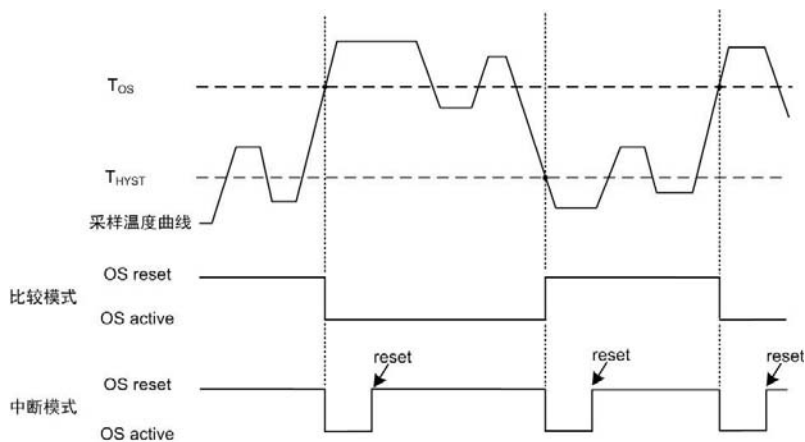 TOS
THYST
采样温度曲线
比较模式
OS reset
OS active
中断模式
OS reset
OS active
reset
reset
reset